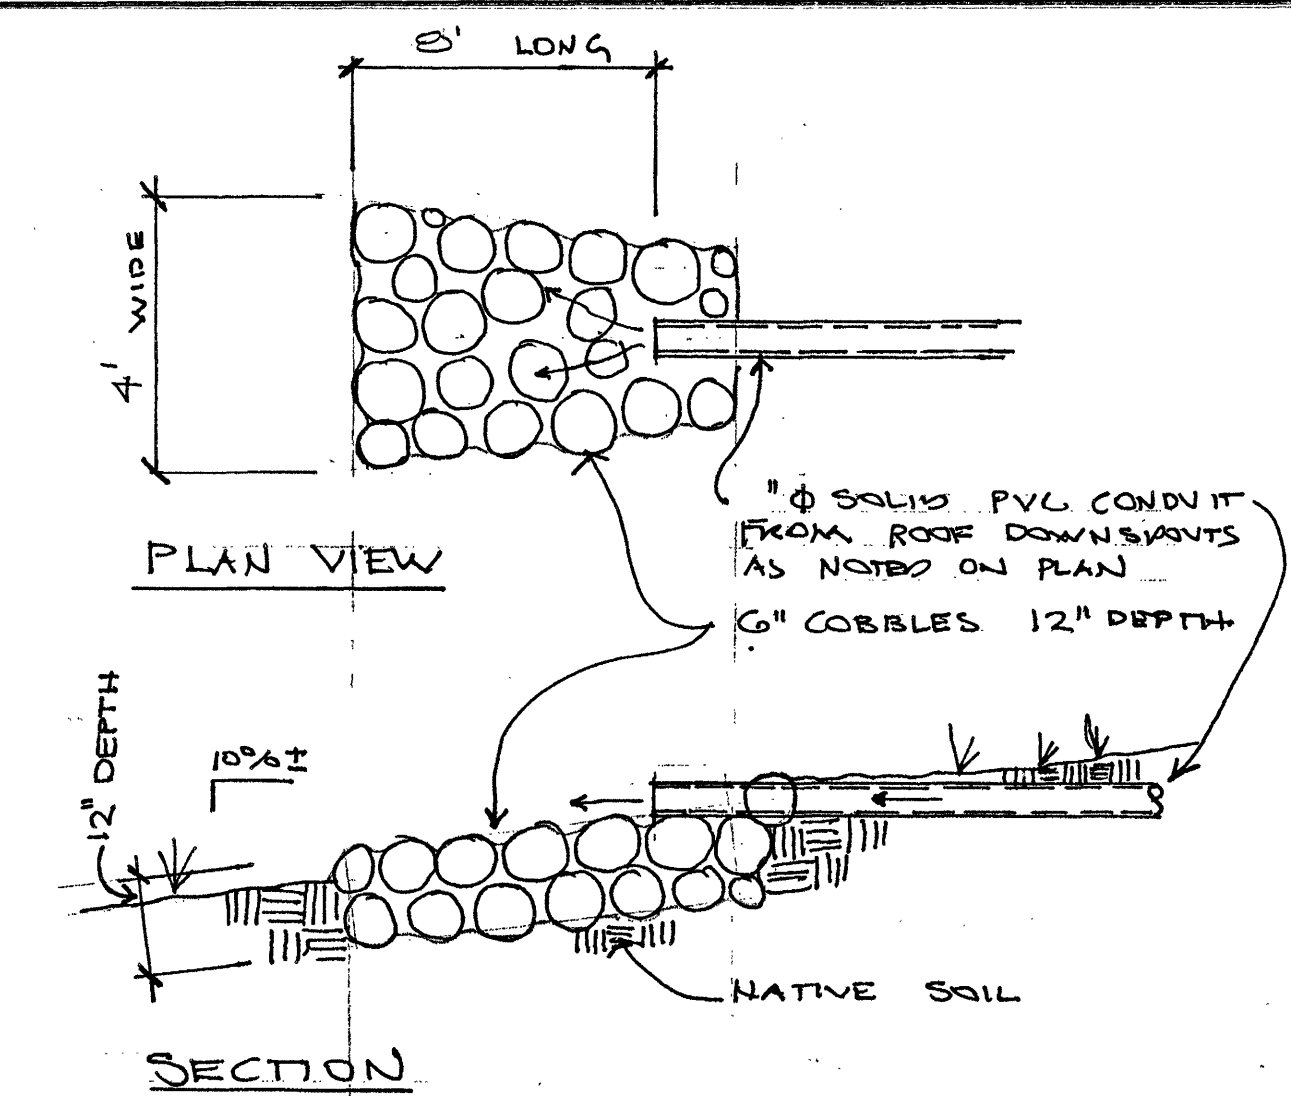 8' LONG
4' WIDE
"Φ SOLID PVC CONDUIT
FROM ROOF DOWNSPOUTS
AS NOTED ON PLAN
PLAN VIEW
6" COBBLES 12" DEPTH
12" DEPTH
10% ±
NATIVE SOIL
SECTION